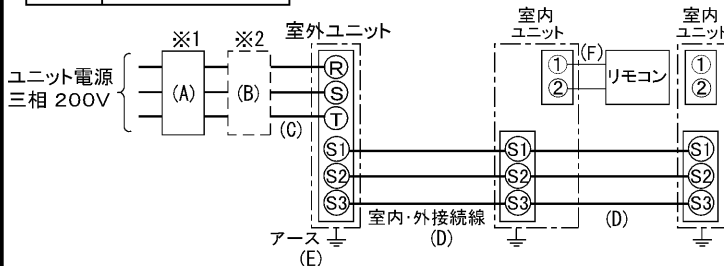 ※1
※2
室外ユニット
室内
ユニット
室内
ユニット
ユニット電源
三相 200V
(A)
(B)
(C)
R
S
T
S1
S2
S3
①
②
(F)
リモコン
①
②
S1
S2
S3
S1
S2
S3
室内・外接続線
(D)
(D)
アース
(E)